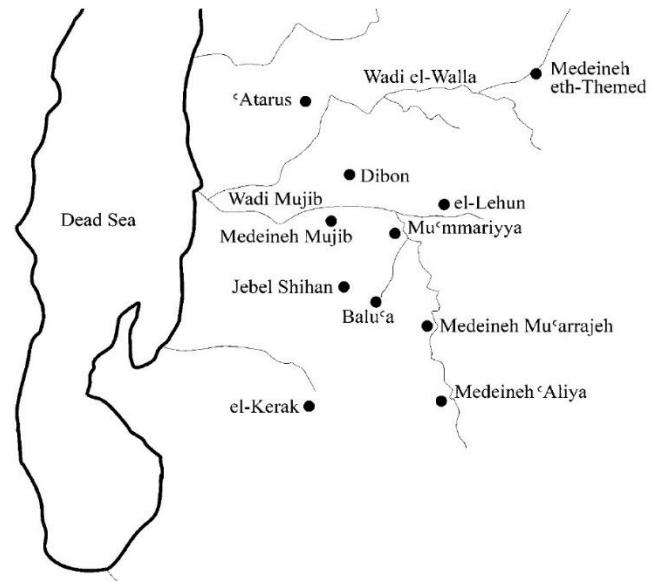 Wadi el-Walla
Medeineh
eth-Themed
ʿAtarus
Dibon
Wadi Mujib
el-Lehun
Dead Sea
Medeineh Mujib
Muʿmmariyya
Jebel Shihan
Baluʿa
Medeineh Muʿarrajeh
el-Kerak
Medeineh ʿAliya